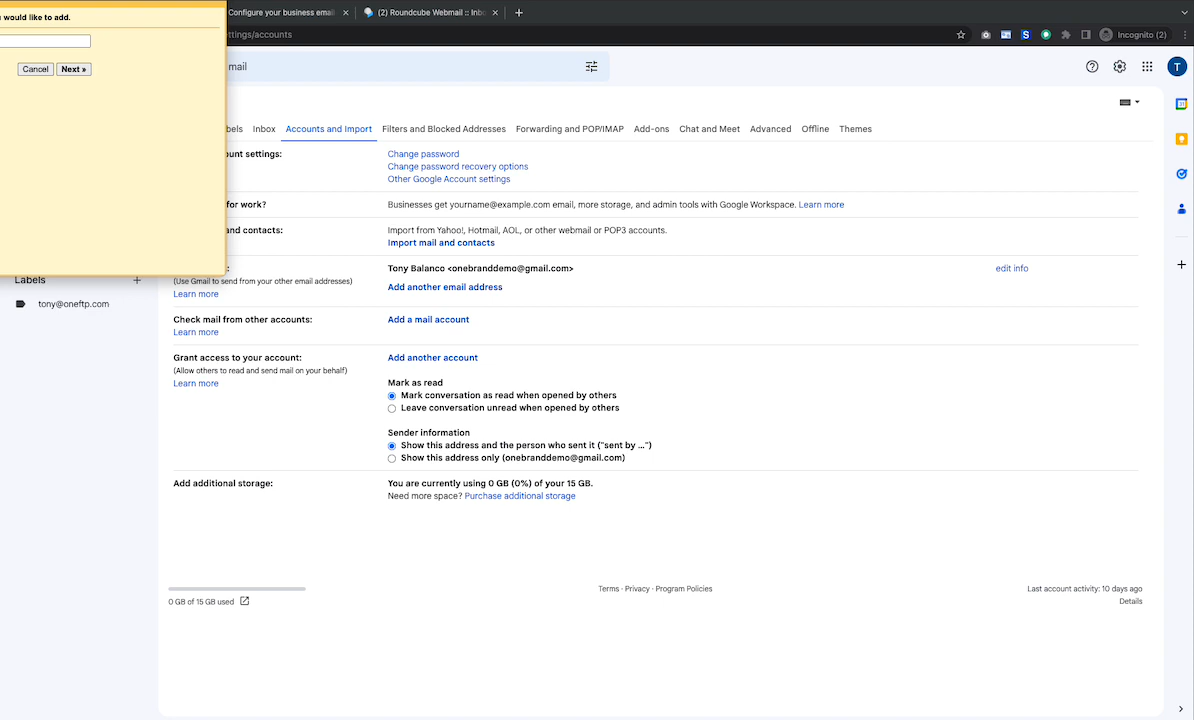 would like to add.
Cancel Next »
Configure your business email
(2) Roundcube Webmail :: Inbo
ttings/accounts
Incognito (2)
mail
T
bels Inbox Accounts and Import Filters and Blocked Addresses Forwarding and POP/IMAP Add-ons Chat and Meet Advanced Offline Themes
ount settings:
Change password
Change password recovery options
Other Google Account settings
for work?
Businesses get yourname@example.com email, more storage, and admin tools with Google Workspace. Learn more
and contacts:
Import from Yahoo!, Hotmail, AOL, or other webmail or POP3 accounts.
Import mail and contacts
:
(Use Gmail to send from your other email addresses)
Learn more
Tony Balanco <onebranddemo@gmail.com>
edit info
Add another email address
Labels
tony@oneftp.com
Check mail from other accounts:
Learn more
Add a mail account
Grant access to your account:
(Allow others to read and send mail on your behalf)
Learn more
Add another account
Mark as read
Mark conversation as read when opened by others
Leave conversation unread when opened by others
Sender information
Show this address and the person who sent it ("sent by ...")
Show this address only (onebranddemo@gmail.com)
Add additional storage:
You are currently using 0 GB (0%) of your 15 GB.
Need more space? Purchase additional storage
0 GB of 15 GB used
Terms · Privacy · Program Policies
Last account activity: 10 days ago
Details